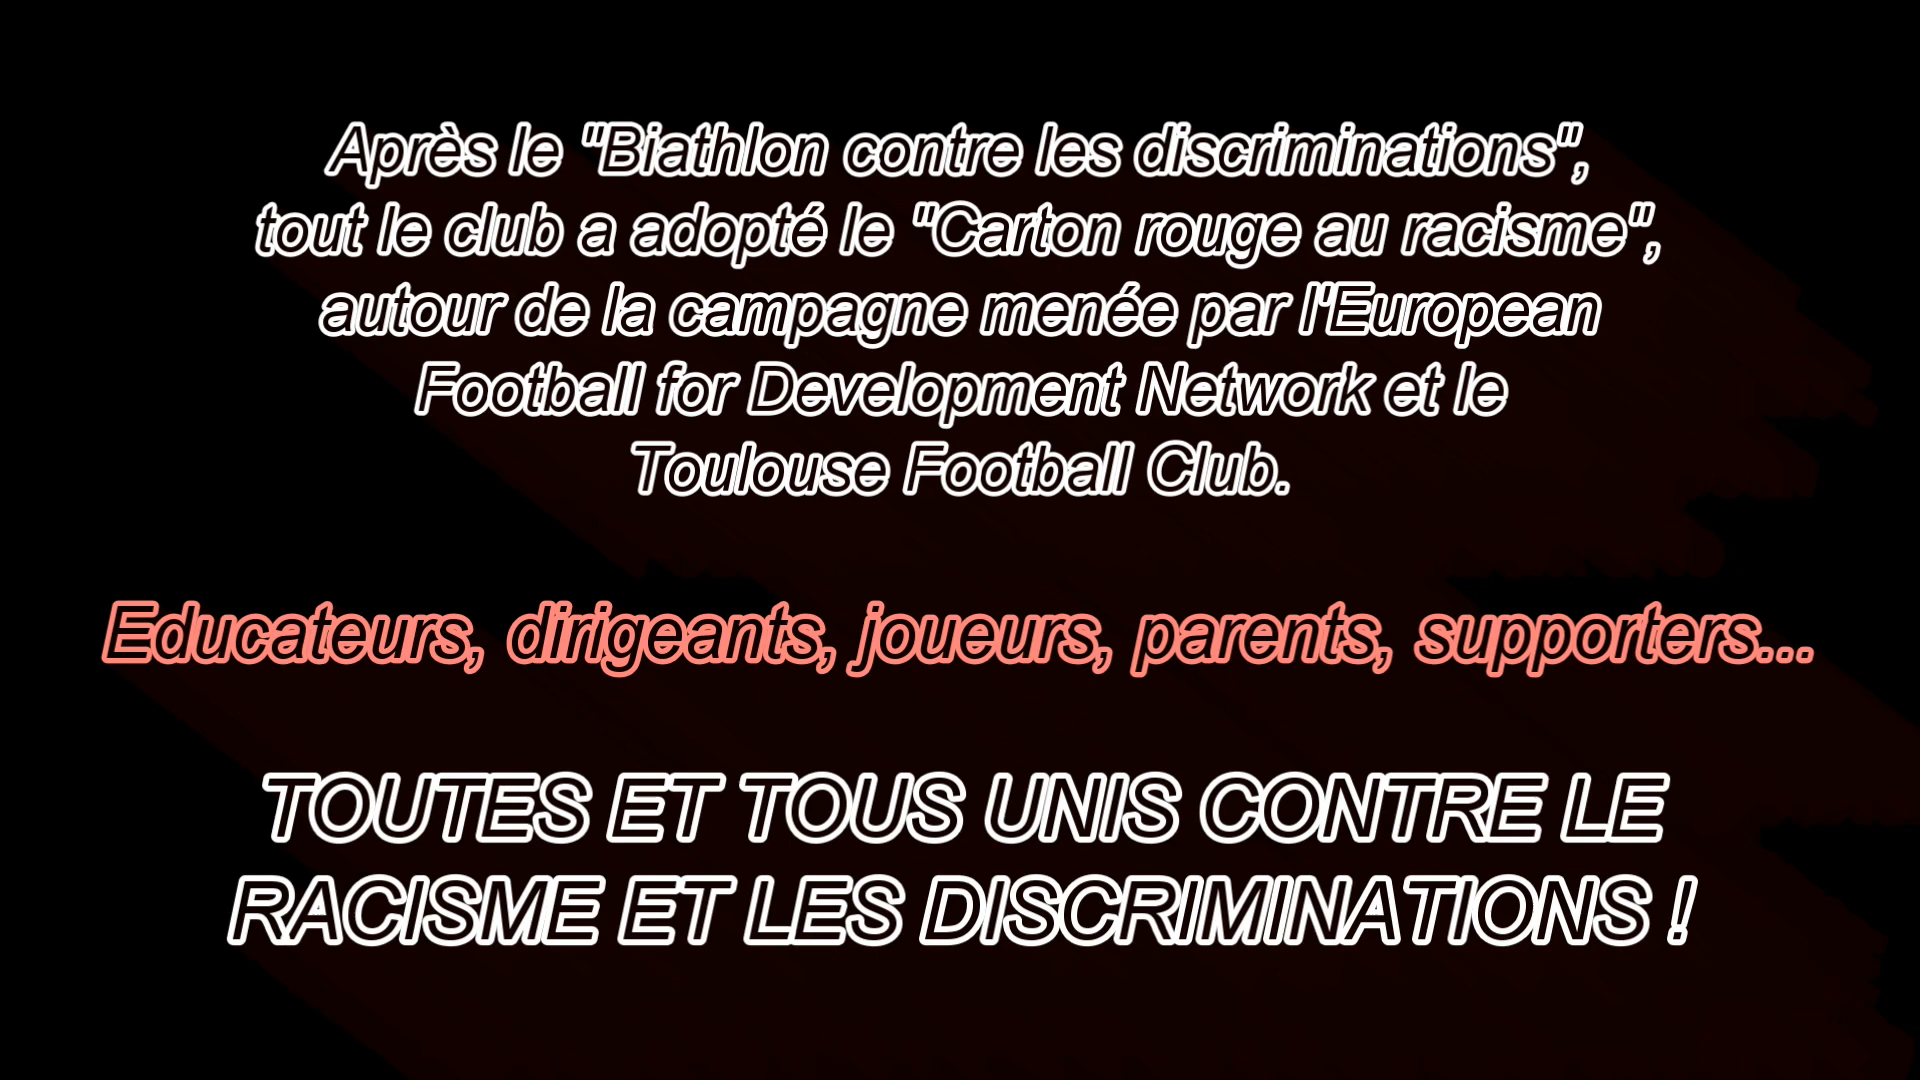 Après le "Biathlon contre les discriminations",
tout le club a adopté le "Carton rouge au racisme",
autour de la campagne menée par l'European
Football for Development Network et le
Toulouse Football Club.
Educateurs, dirigeants, joueurs, parents, supporters...
TOUTES ET TOUS UNIS CONTRE LE
RACISME ET LES DISCRIMINATIONS !